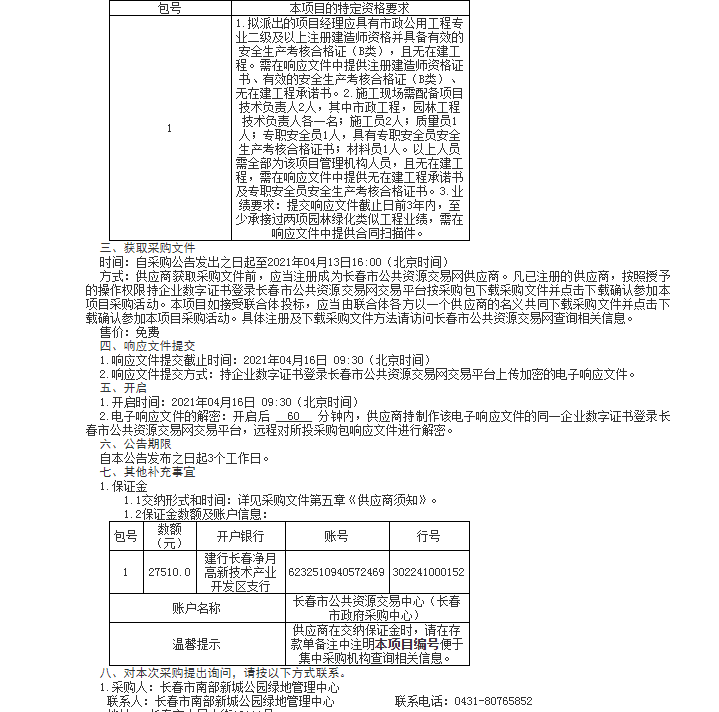 包号 本项目的特定资格要求
1.拟派出的项目经理应具有市政公用工程专
业二级及以上注册建造师资格并具备有效的
安全生产考核合格证（B类），且无在建工
程。需在响应文件中提供注册建造师资格证
书、有效的安全生产考核合格证（B类）、
无在建工程承诺书。2.施工现场需配备项目
技术负责人2人，其中市政工程，园林工程
技术负责人各一名；施工员2人；质量员1
1 人；专职安全员1人，具有专职安全员安全
生产考核合格证书；材料员1人。以上人员
需全部为该项目管理机构人员，且无在建工
程，需在响应文件中提供无在建工程承诺书
及专职安全员安全生产考核合格证书。3.业
绩要求：提交响应文件截止日前3年内，至
少承接过两项园林绿化类似工程业绩，需在
响应文件中提供合同扫描件。
三、获取采购文件
时间：自采购公告发出之日起至2021年04月13日16:00（北京时间）
方式：供应商获取采购文件前，应当注册成为长春市公共资源交易网供应商。凡已注册的供应商，按照授予
的操作权限持企业数字证书登录长春市公共资源交易网交易平台按采购包下载采购文件并点击下载确认参加本
项目采购活动。本项目如接受联合体投标，应当由联合体各方以一个供应商的名义共同下载采购文件并点击下
载确认参加本项目采购活动。具体注册及下载采购文件方法请访问长春市公共资源交易网查询相关信息。
售价：免费
四、响应文件提交
1.响应文件提交截止时间：2021年04月16日 09:30（北京时间）
2.响应文件提交方式：持企业数字证书登录长春市公共资源交易网交易平台上传加密的电子响应文件。
五、开启
1.开启时间：2021年04月16日 09:30（北京时间）
2.电子响应文件的解密：开启后 60 分钟内，供应商持制作该电子响应文件的同一企业数字证书登录长
春市公共资源交易网交易平台，远程对所投采购包响应文件进行解密。
六、公告期限
自本公告发布之日起3个工作日。
七、其他补充事宜
1.保证金
1.1交纳形式和时间：详见采购文件第五章《供应商须知》。
1.2保证金数额及账户信息：
包号 数额（元） 开户银行 账号 行号
1 27510.0 建行长春净月高新技术产业开发区支行 6232510940572469 302241000152
账户名称 长春市公共资源交易中心（长春
市政府采购中心）
供应商在交纳保证金时，请在存
温馨提示 款单备注中注明本项目编号便于
集中采购机构查询相关信息。
八、对本次采购提出询问，请按以下方式联系。
1.采购人：长春市南部新城公园绿地管理中心
联系人：长春市南部新城公园绿地管理中心 联系电话：0431-80765852